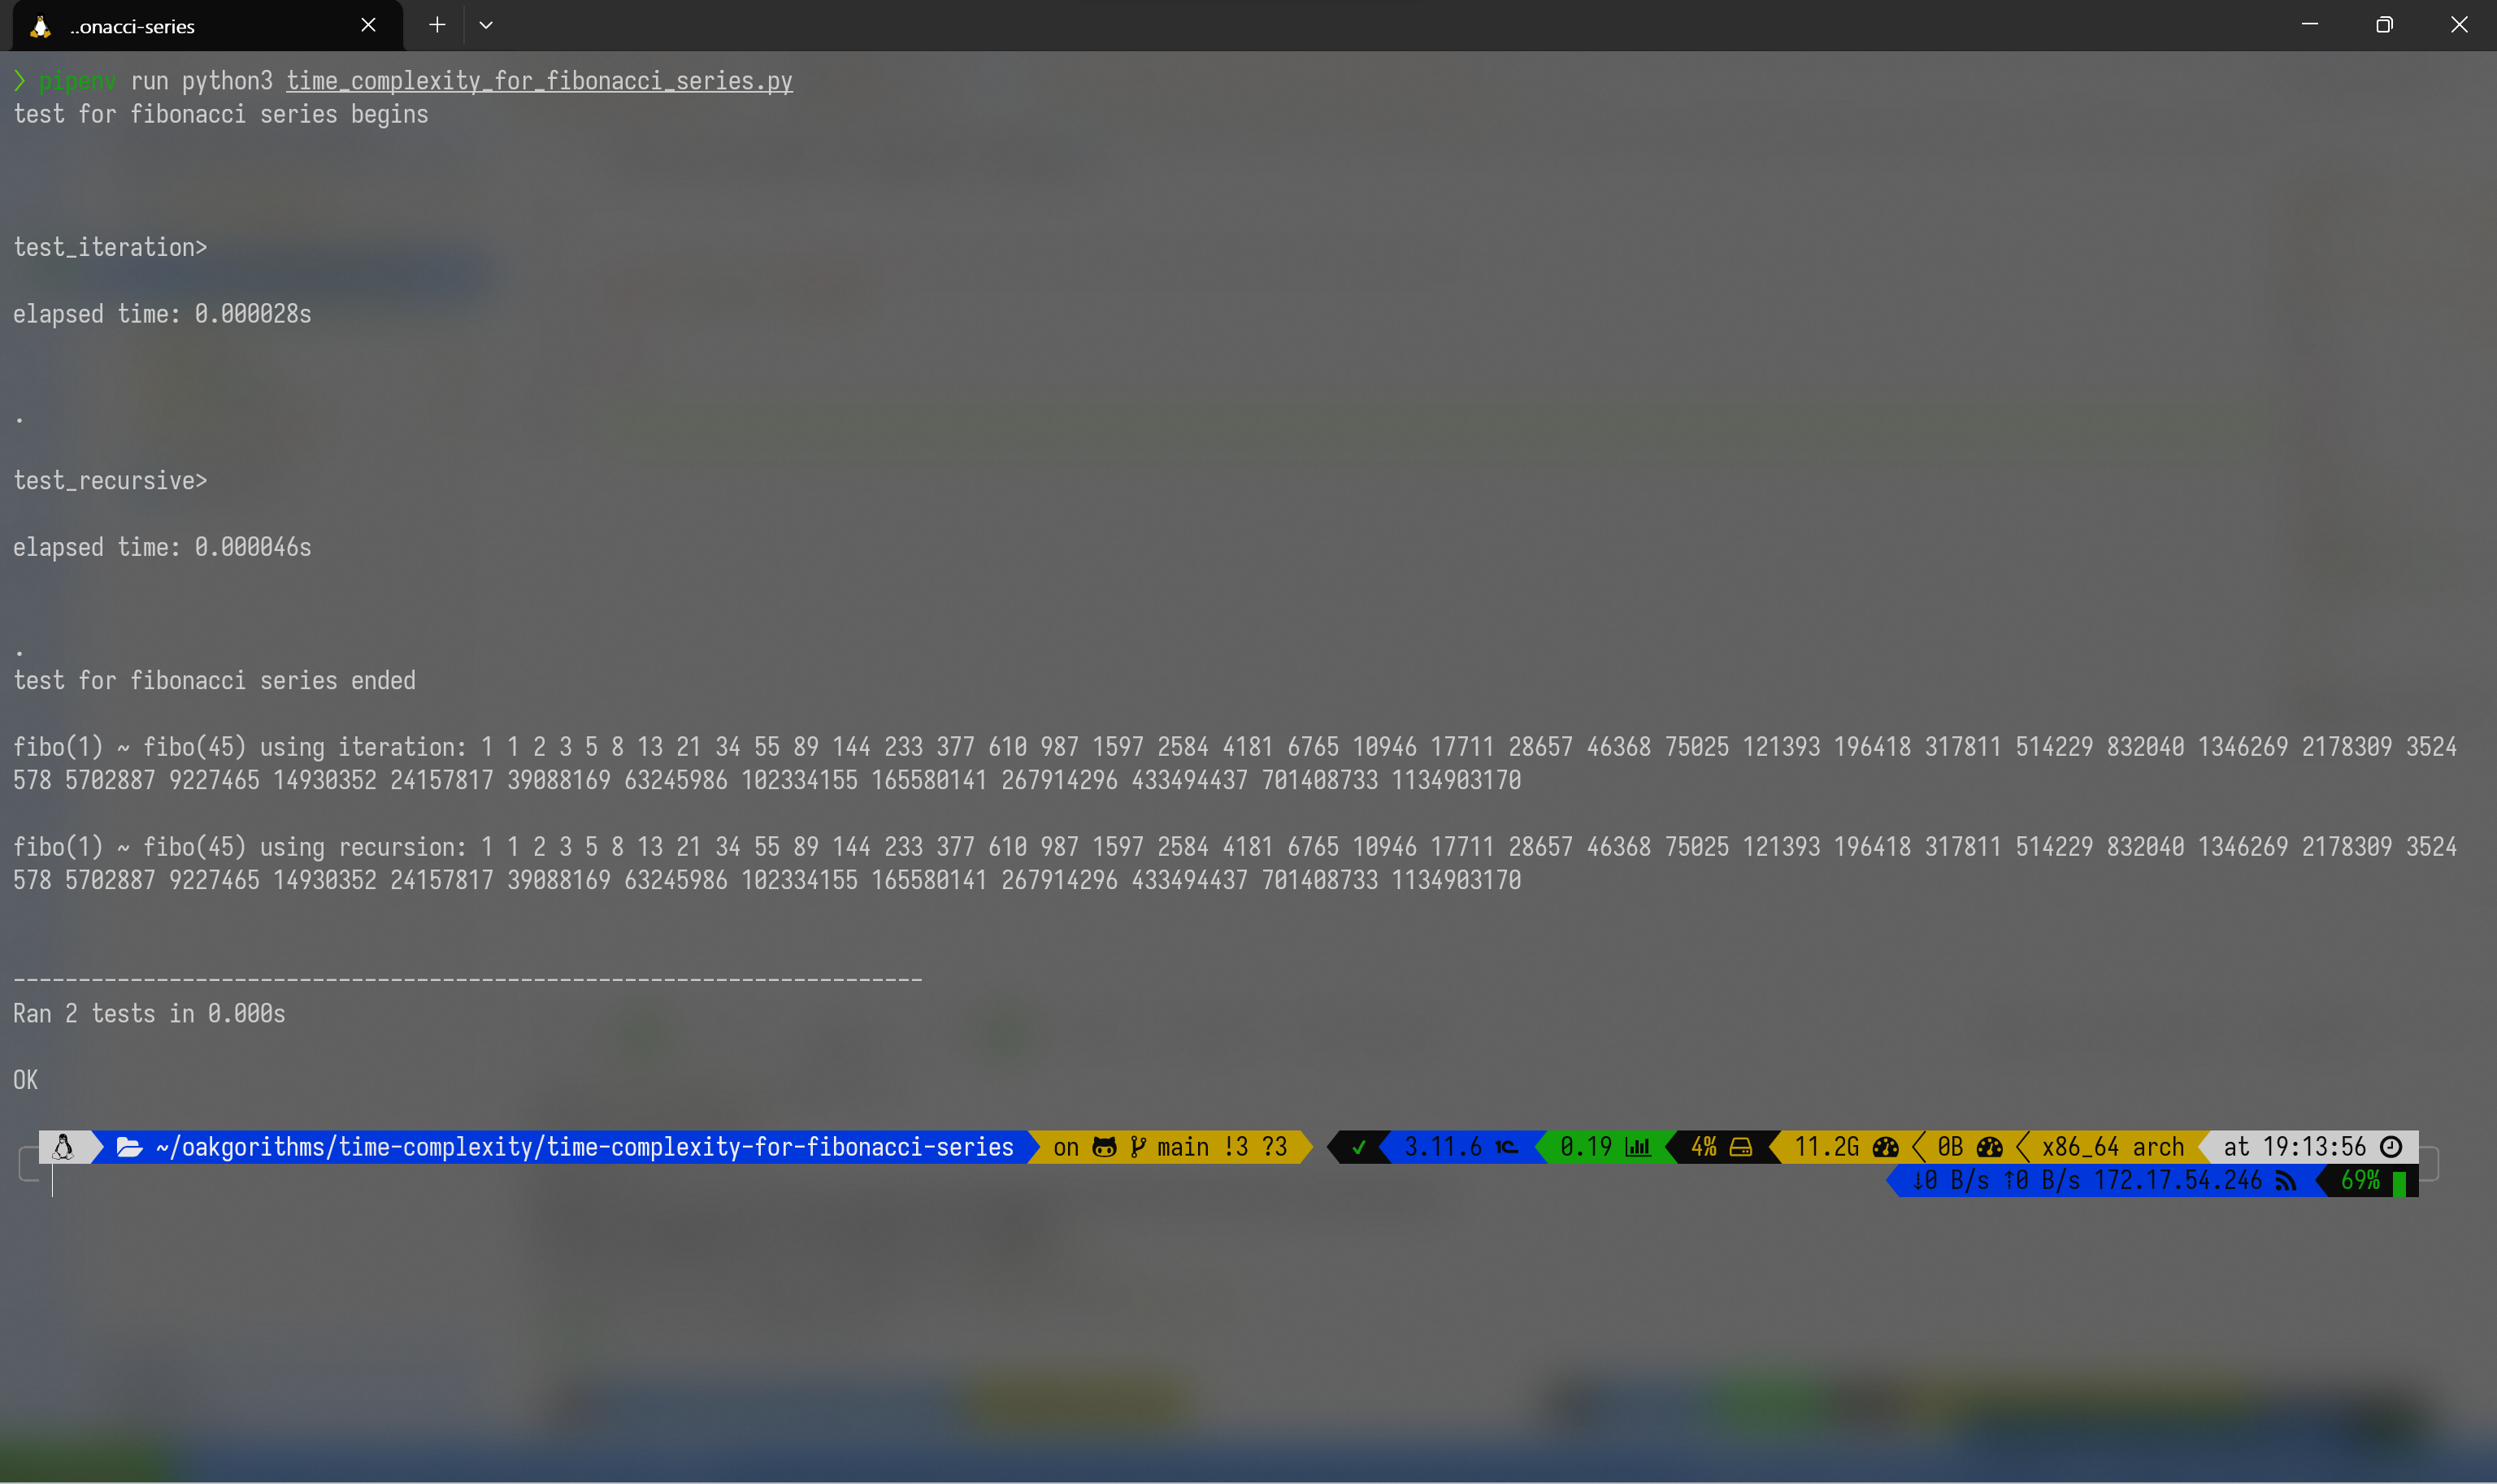 ..onacci-series
❯ pipenv run python3 time_complexity_for_fibonacci_series.py
test for fibonacci series begins
test_iteration>
elapsed time: 0.000028s
.
test_recursive>
elapsed time: 0.000046s
.
test for fibonacci series ended
fibo(1) ~ fibo(45) using iteration: 1 1 2 3 5 8 13 21 34 55 89 144 233 377 610 987 1597 2584 4181 6765 10946 17711 28657 46368 75025 121393 196418 317811 514229 832040 1346269 2178309 3524
578 5702887 9227465 14930352 24157817 39088169 63245986 102334155 165580141 267914296 433494437 701408733 1134903170
fibo(1) ~ fibo(45) using recursion: 1 1 2 3 5 8 13 21 34 55 89 144 233 377 610 987 1597 2584 4181 6765 10946 17711 28657 46368 75025 121393 196418 317811 514229 832040 1346269 2178309 3524
578 5702887 9227465 14930352 24157817 39088169 63245986 102334155 165580141 267914296 433494437 701408733 1134903170
----------------------------------------------------------------------
Ran 2 tests in 0.000s
OK
~/oakgorithms/time-complexity/time-complexity-for-fibonacci-series on main !3 ?3 ✔ 3.11.6 0.19 4% 11.2G 0B x86_64 arch at 19:13:56
↓0 B/s ↑0 B/s 172.17.54.246 69%